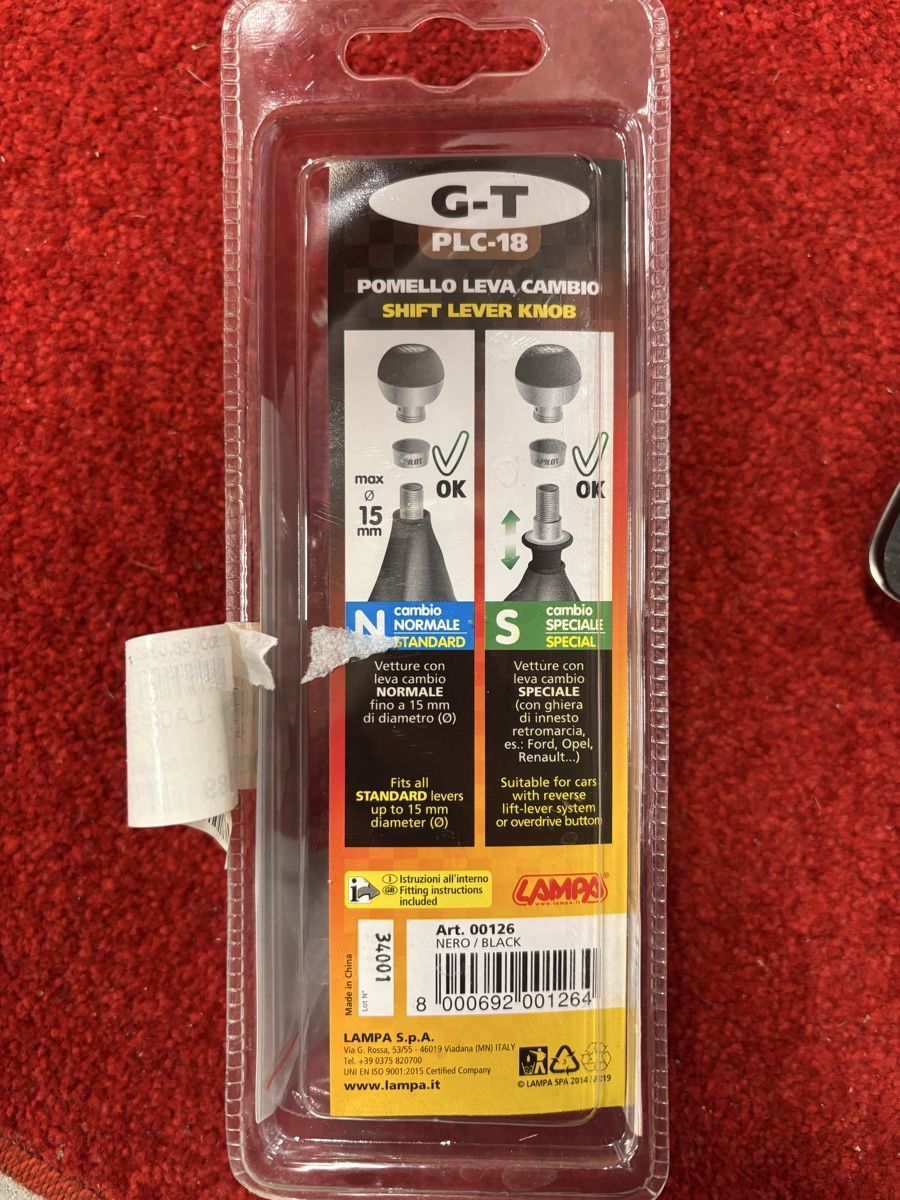 G-T
PLC-18
POMELLO LEVA CAMBIO
SHIFT LEVER KNOB
max
Ø
15
mm
PILOT
OK
PILOT
OK
N cambio
NORMALE
STANDARD
S cambio
SPECIALE
SPECIAL
Vetture con
leva cambio
NORMALE
fino a 15 mm
di diametro (Ø)
Fits all
STANDARD levers
up to 15 mm
diameter (Ø)
Vetture con
leva cambio
SPECIALE
(con ghiera
di innesto
retromarcia,
es.: Ford, Opel,
Renault...)
Suitable for cars
with reverse
lift-lever system
or overdrive button
i I Istruzioni all'interno
GB Fitting instructions
included
LAMPA®
www.lampa.it
Made in China
Lot N°
34001
Art. 00126
NERO / BLACK
8 000692 001264
LAMPA S.p.A.
Via G. Rossa, 53/55 - 46019 Viadana (MN) ITALY
Tel. +39 0375 820700
UNI EN ISO 9001:2015 Certified Company
www.lampa.it
3
© LAMPA SPA 2014 / 2019